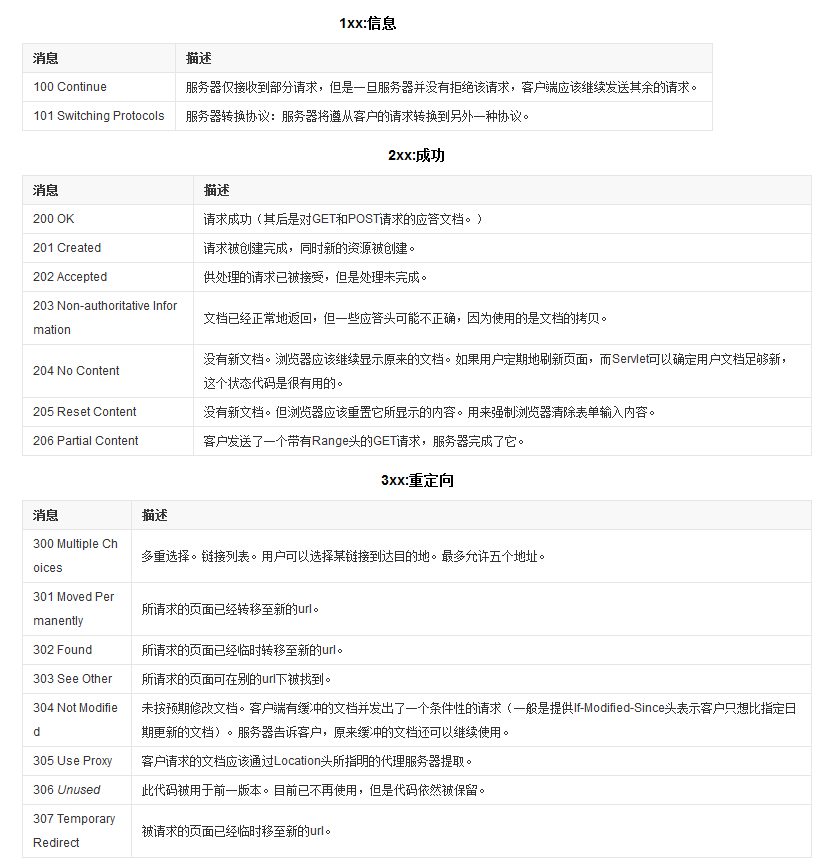 1xx:信息
消息 描述
100 Continue 服务器仅接收到部分请求，但是一旦服务器并没有拒绝该请求，客户端应该继续发送其余的请求。
101 Switching Protocols 服务器转换协议：服务器将遵从客户的请求转换到另外一种协议。
2xx:成功
消息 描述
200 OK 请求成功（其后是对GET和POST请求的应答文档。）
201 Created 请求被创建完成，同时新的资源被创建。
202 Accepted 供处理的请求已被接受，但是处理未完成。
203 Non-authoritative Infor
mation
文档已经正常地返回，但一些应答头可能不正确，因为使用的是文档的拷贝。
204 No Content
没有新文档。浏览器应该继续显示原来的文档。如果用户定期地刷新页面，而Servlet可以确定用户文档足够新，
这个状态代码是很有用的。
205 Reset Content 没有新文档。但浏览器应该重置它所显示的内容。用来强制浏览器清除表单输入内容。
206 Partial Content 客户发送了一个带有Range头的GET请求，服务器完成了它。
3xx:重定向
消息 描述
300 Multiple Ch
oices
多重选择。链接列表。用户可以选择某链接到达目的地。最多允许五个地址。
301 Moved Per
manently
所请求的页面已经转移至新的url。
302 Found 所请求的页面已经临时转移至新的url。
303 See Other 所请求的页面可在别的url下被找到。
304 Not Modifie
d
未按预期修改文档。客户端有缓冲的文档并发出了一个条件性的请求（一般是提供If-Modified-Since头表示客户只想比指定日
期更新的文档）。服务器告诉客户，原来缓冲的文档还可以继续使用。
305 Use Proxy 客户请求的文档应该通过Location头所指明的代理服务器提取。
306 Unused 此代码被用于前一版本。目前已不再使用，但是代码依然被保留。
307 Temporary
Redirect
被请求的页面已经临时移至新的url。